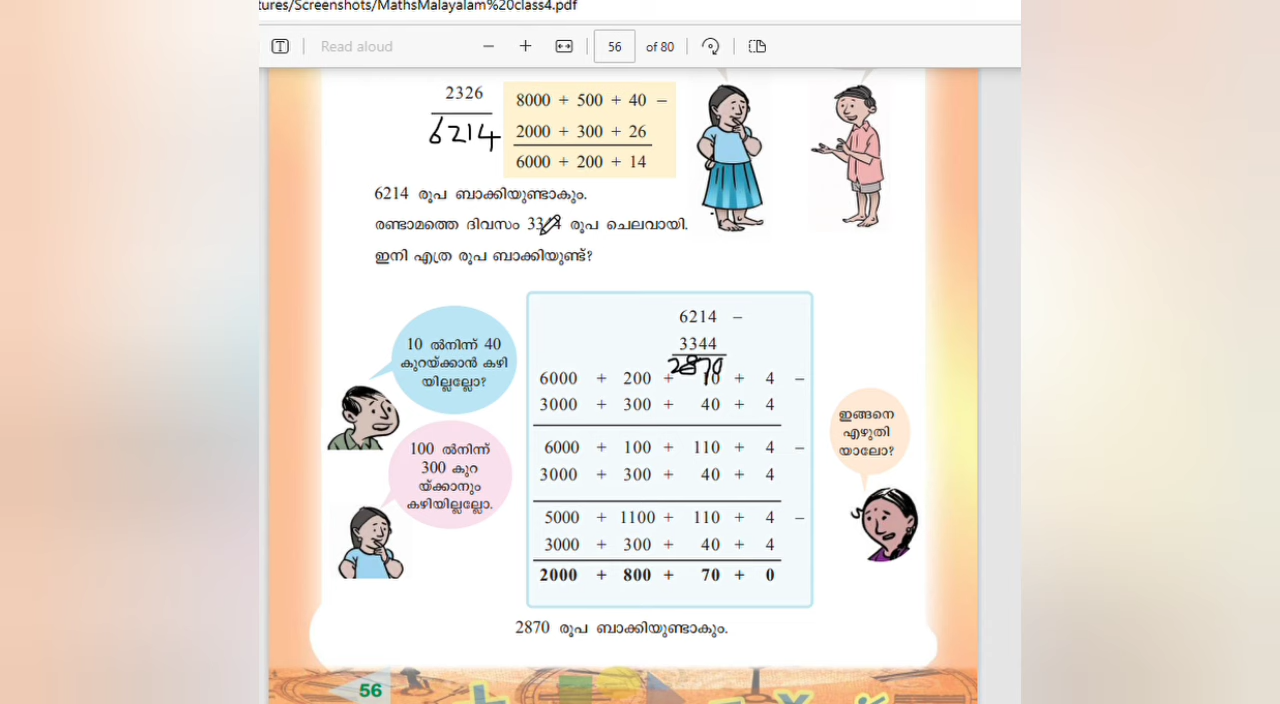 tures/Screenshots/MathsMalayalam%20class4.pdf
Read aloud
56
of 80
2326
6214
8000 + 500 + 40 –
2000 + 300 + 26
6000 + 200 + 14
6214 രൂപ ബാക്കിയുണ്ടാകും.
രണ്ടാമത്തെ ദിവസം 3344 രൂപ ചെലവായി.
ഇനി എത്ര രൂപ ബാക്കിയുണ്ട്?
10 ൽനിന്ന് 40
കുറയ്ക്കാൻ കഴി
യില്ലല്ലോ?
100 ൽനിന്ന്
300 കുറ
യ്ക്കാനും
കഴിയില്ലല്ലോ.
6214 –
3344
2870
6000 + 200 + 10 + 4 –
3000 + 300 + 40 + 4
6000 + 100 + 110 + 4 –
3000 + 300 + 40 + 4
5000 + 1100 + 110 + 4 –
3000 + 300 + 40 + 4
2000 + 800 + 70 + 0
ഇങ്ങനെ
എഴുതി
യാലോ?
2870 രൂപ ബാക്കിയുണ്ടാകും.
56